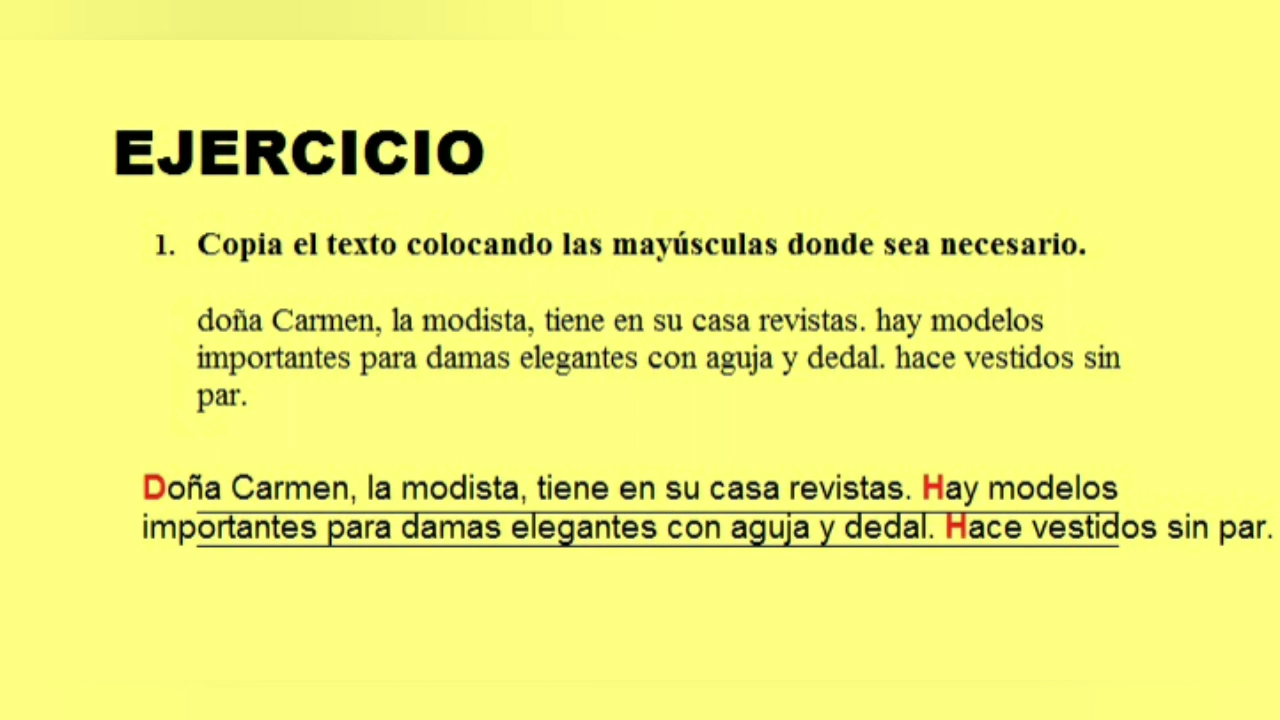 EJERCICIO
1. Copia el texto colocando las mayúsculas donde sea necesario.
doña Carmen, la modista, tiene en su casa revistas. hay modelos
importantes para damas elegantes con aguja y dedal. hace vestidos sin
par.
Doña Carmen, la modista, tiene en su casa revistas. Hay modelos
importantes para damas elegantes con aguja y dedal. Hace vestidos sin par.